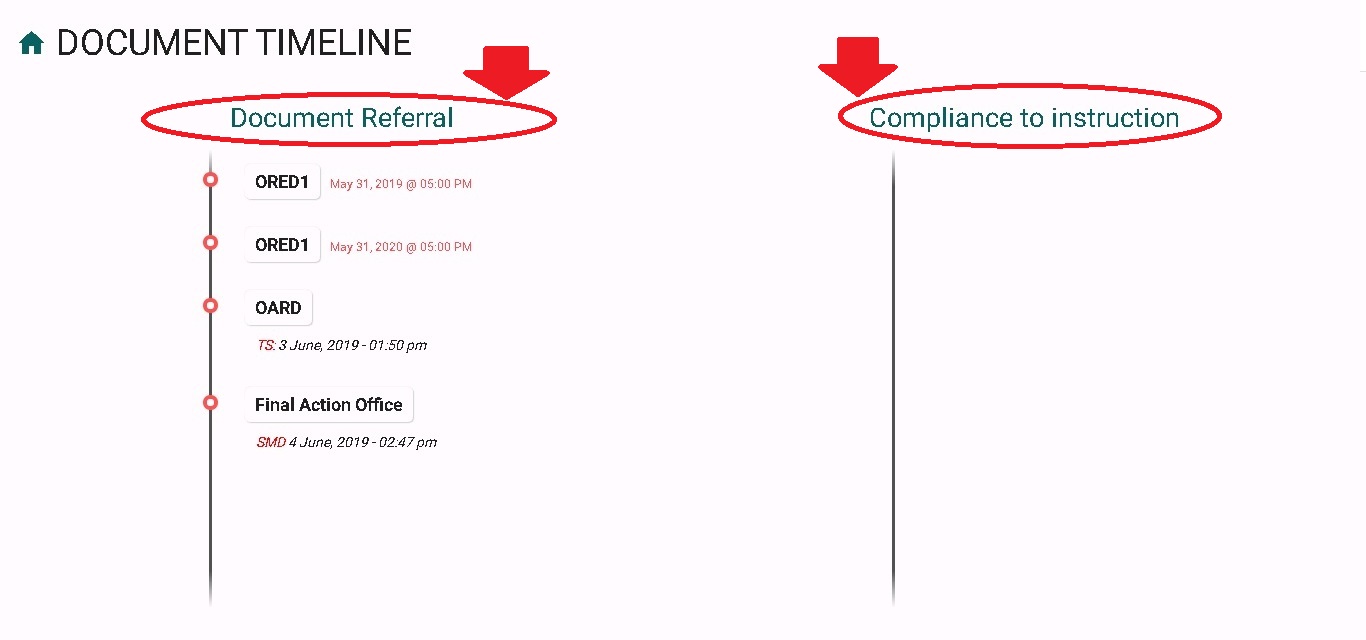 DOCUMENT TIMELINE
Document Referral
ORED1 May 31, 2019 @ 05:00 PM
ORED1 May 31, 2020 @ 05:00 PM
OARD
TS: 3 June, 2019 - 01:50 pm
Final Action Office
SMD 4 June, 2019 - 02:47 pm
Compliance to instruction